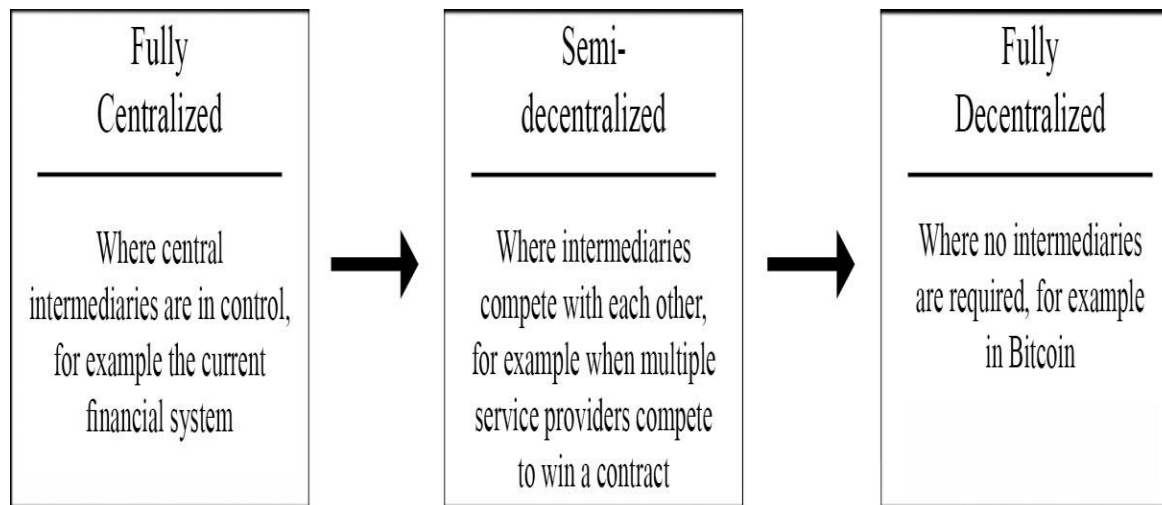 Fully
Centralized
Where central
intermediaries are in control,
for example the current
financial system
Semi-
decentralized
Where intermediaries
compete with each other,
for example when multiple
service providers compete
to win a contract
Fully
Decentralized
Where no intermediaries
are required, for example
in Bitcoin